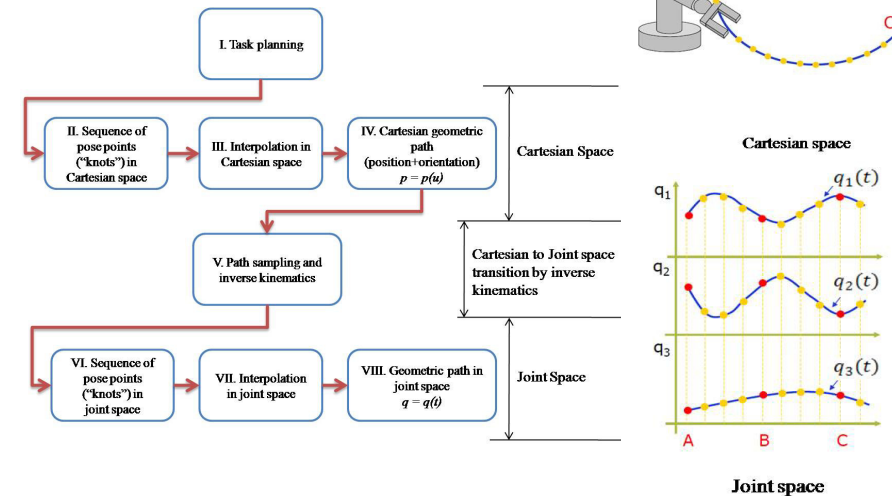 I. Task planning
II. Sequence of
pose points
(“knots”) in
Cartesian space
III. Interpolation in
Cartesian space
IV. Cartesian geometric
path
(position+orientation)
p = p(u)
V. Path sampling and
inverse kinematics
VI. Sequence of
pose points
(“knots”) in
joint space
VII. Interpolation
in joint space
VIII. Geometric path in
joint space
q = q(t)
Cartesian Space
Cartesian to Joint space
transition by inverse
kinematics
Joint Space
C
Cartesian space
q1
q1(t)
q2
q2(t)
q3
q3(t)
A B C
Joint space